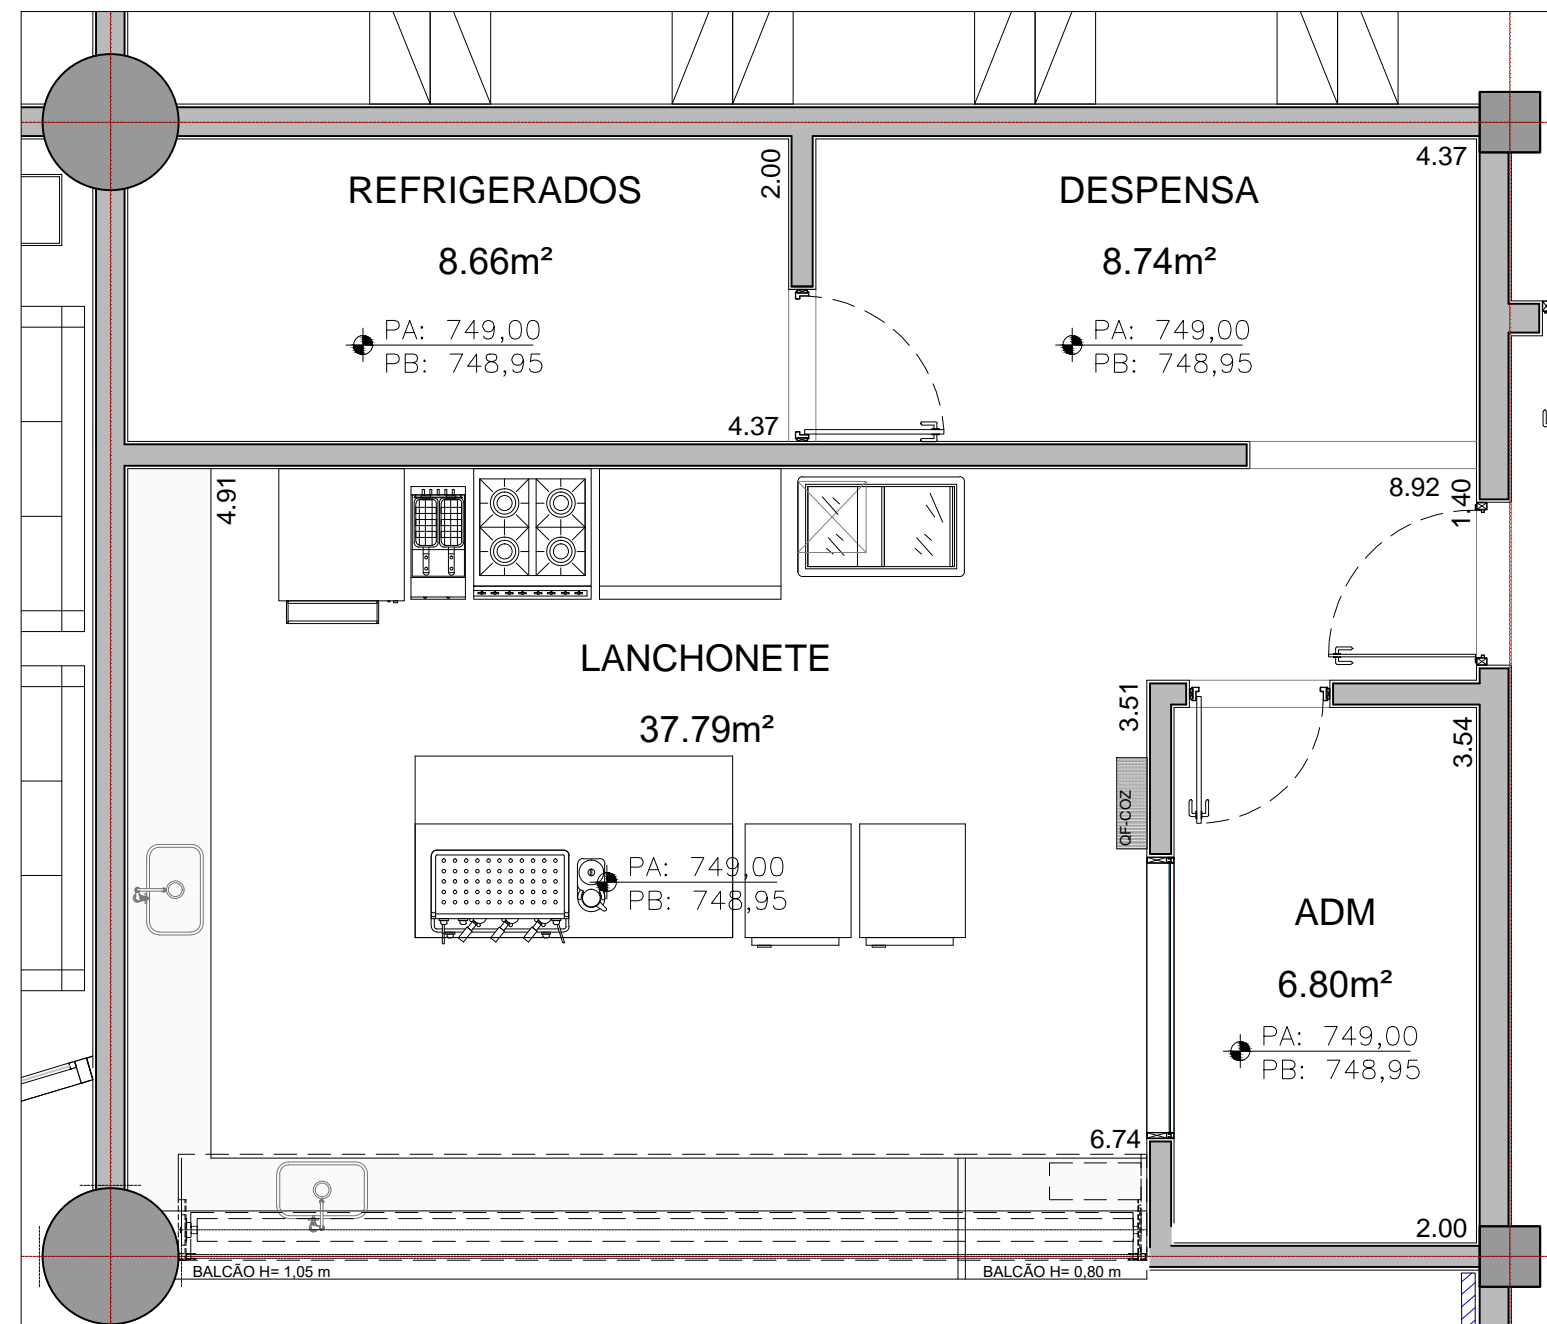 REFRIGERADOS
8.66m²
PA: 749,00
PB: 748,95
2.00
4.37
DESPENSA
8.74m²
PA: 749,00
PB: 748,95
4.37
4.91
8.92
1.40
LANCHONETE
37.79m²
PA: 749,00
PB: 748,95
3.51
QF-COZ
3.54
ADM
6.80m²
PA: 749,00
PB: 748,95
6.74
2.00
BALCÃO H= 1,05 m
BALCÃO H= 0,80 m